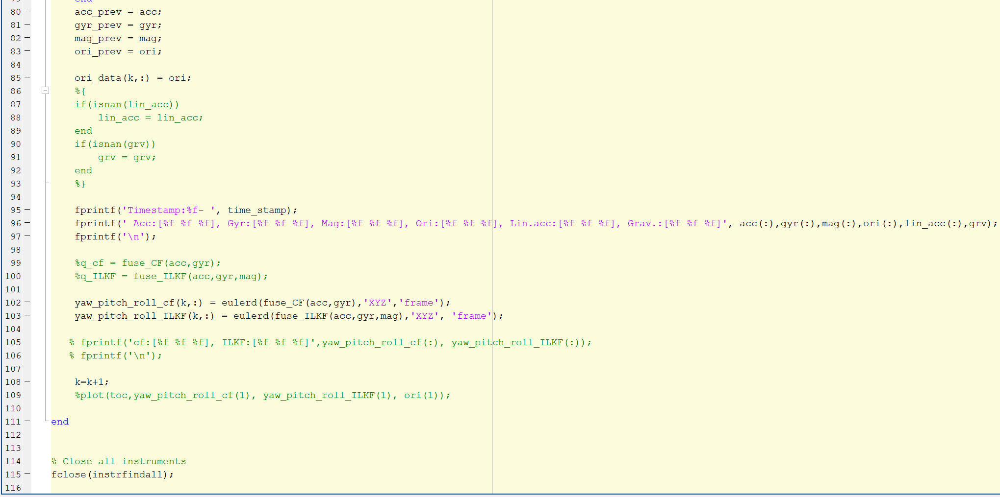 79 end
80 acc_prev = acc;
81 gyr_prev = gyr;
82 mag_prev = mag;
83 ori_prev = ori;
84
85 ori_data(k,:) = ori;
86 %{
87 if(isnan(lin_acc))
88 lin_acc = lin_acc;
89 end
90 if(isnan(grv))
91 grv = grv;
92 end
93 %}
94
95 fprintf('Timestamp:%f- ', time_stamp);
96 fprintf(' Acc:[%f %f %f], Gyr:[%f %f %f], Mag:[%f %f %f], Ori:[%f %f %f], Lin.acc:[%f %f %f], Grav.:[%f %f %f]', acc(:),gyr(:),mag(:),ori(:),lin_acc(:),grv);
97 fprintf('\n');
98
99 %q_cf = fuse_CF(acc,gyr);
100 %q_ILKF = fuse_ILKF(acc,gyr,mag);
101
102 yaw_pitch_roll_cf(k,:) = eulerd(fuse_CF(acc,gyr),'XYZ','frame');
103 yaw_pitch_roll_ILKF(k,:) = eulerd(fuse_ILKF(acc,gyr,mag),'XYZ', 'frame');
104
105 % fprintf('cf:[%f %f %f], ILKF:[%f %f %f]',yaw_pitch_roll_cf(:), yaw_pitch_roll_ILKF(:));
106 % fprintf('\n');
107
108 k=k+1;
109 %plot(toc,yaw_pitch_roll_cf(1), yaw_pitch_roll_ILKF(1), ori(1));
110
111 end
112
113
114 % Close all instruments
115 fclose(instrfindall);
116